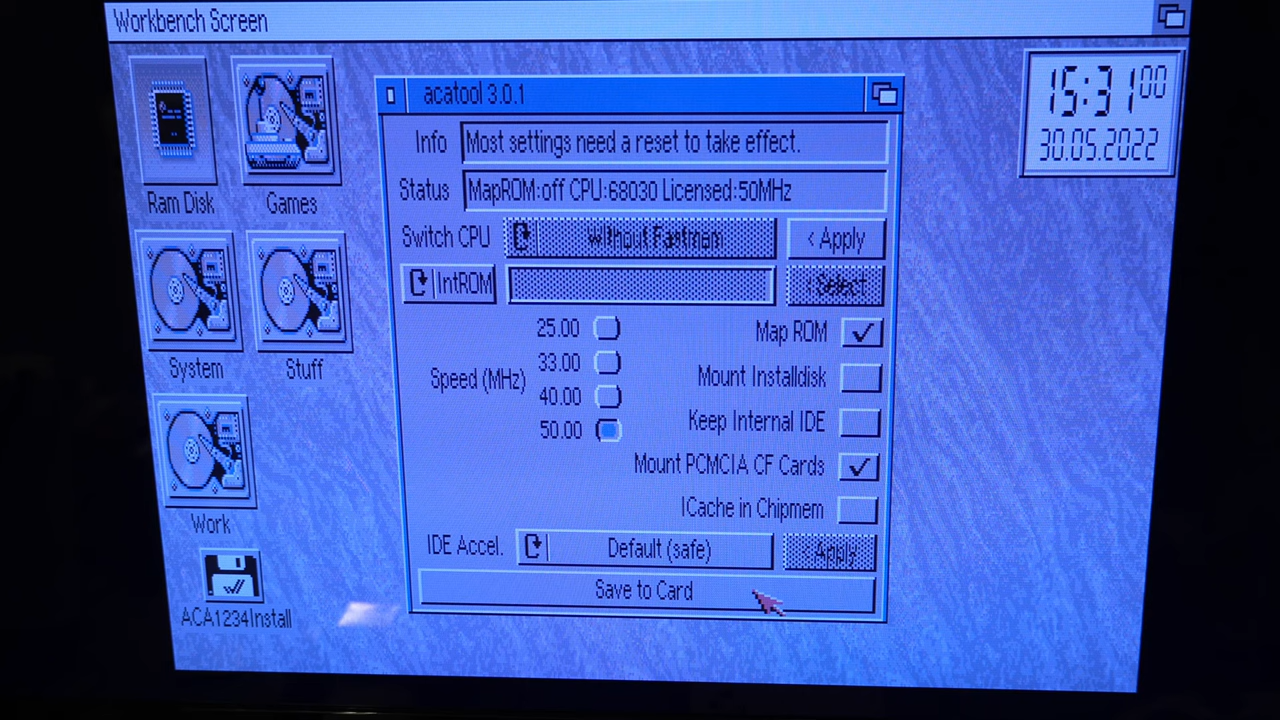 Workbench Screen
acatool 3.0.1
Info Most settings need a reset to take effect.
Status MapROM:off CPU:68030 Licensed:50MHz
Switch CPU without Fastmem < Apply
IntROM < Select
Speed (MHz)
25.00
33.00
40.00
50.00
Map ROM
Mount Installdisk
Keep Internal IDE
Mount PCMCIA CF Cards
ICache in Chipmem
IDE Accel. Default (safe) Apply
Save to Card
Ram Disk
Games
System
Stuff
Work
ACA1234Install
15:31 00
30.05.2022